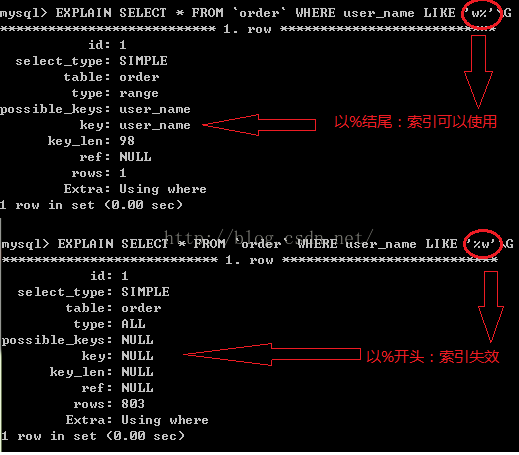 mysql> EXPLAIN SELECT * FROM `order` WHERE user_name LIKE 'w%'\G
*************************** 1. row ***************************
id: 1
select_type: SIMPLE
table: order
type: range
possible_keys: user_name
key: user_name
以%结尾：索引可以使用
key_len: 98
ref: NULL
rows: 1
Extra: Using where
1 row in set (0.00 sec)
http://blog.csdn.net/
mysql> EXPLAIN SELECT * FROM `order` WHERE user_name LIKE '%w'\G
*************************** 1. row ***************************
id: 1
select_type: SIMPLE
table: order
type: ALL
possible_keys: NULL
key: NULL
以%开头：索引失效
key_len: NULL
ref: NULL
rows: 803
Extra: Using where
1 row in set (0.00 sec)